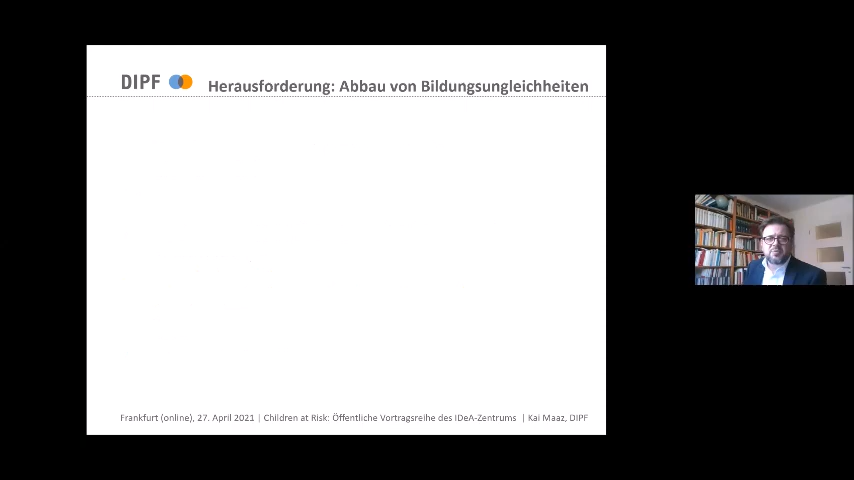 DIPF
Herausforderung: Abbau von Bildungsungleichheiten
Frankfurt (online), 27. April 2021 | Children at Risk: Öffentliche Vortragsreihe des IDeA-Zentrums | Kai Maaz, DIPF